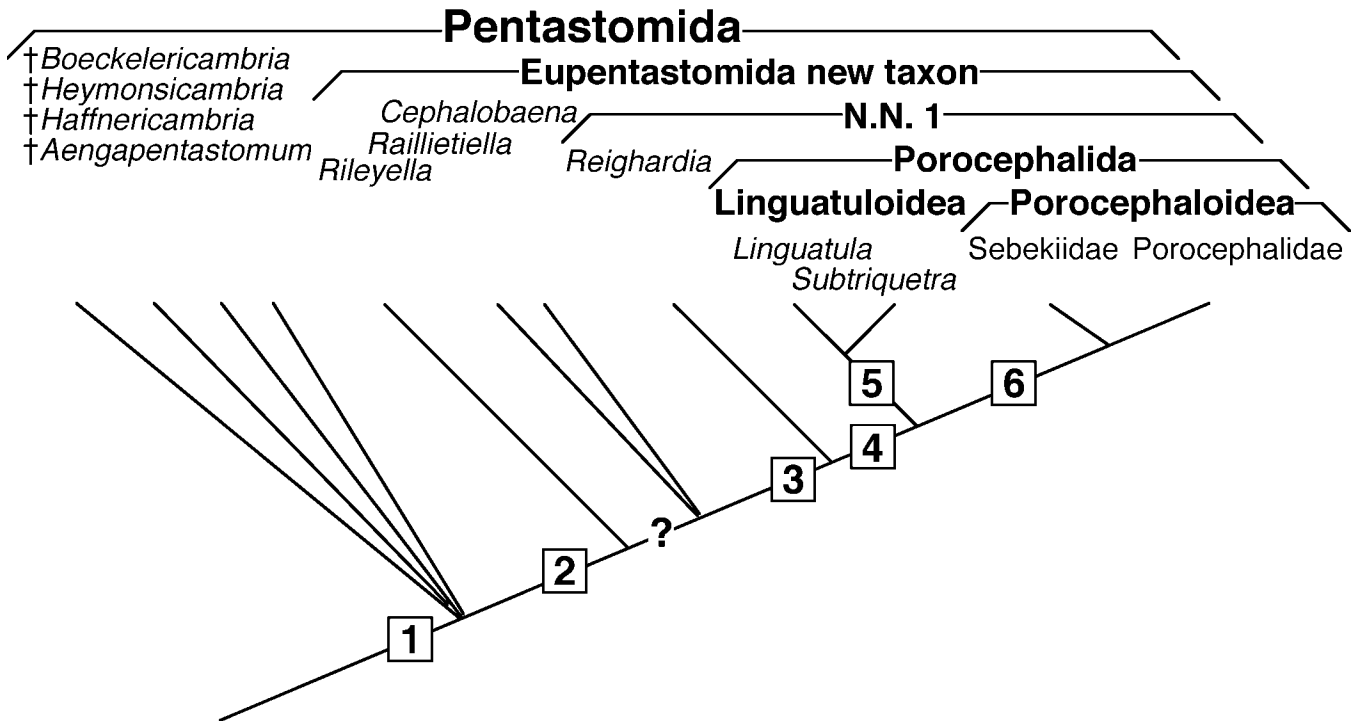 Pentastomida
†Boeckelericambria
Eupentastomida new taxon
†Heymonsicambria
Cephalobaena
N.N. 1
†Haffnericambria
Raillietiella
†Aengapentastomum
Rileyella
Reighardia
Porocephalida
Linguatuloidea
Porocephaloidea
Linguatula
Sebekiidae Porocephalidae
Subtriquetra
5
6
4
3
?
2
1